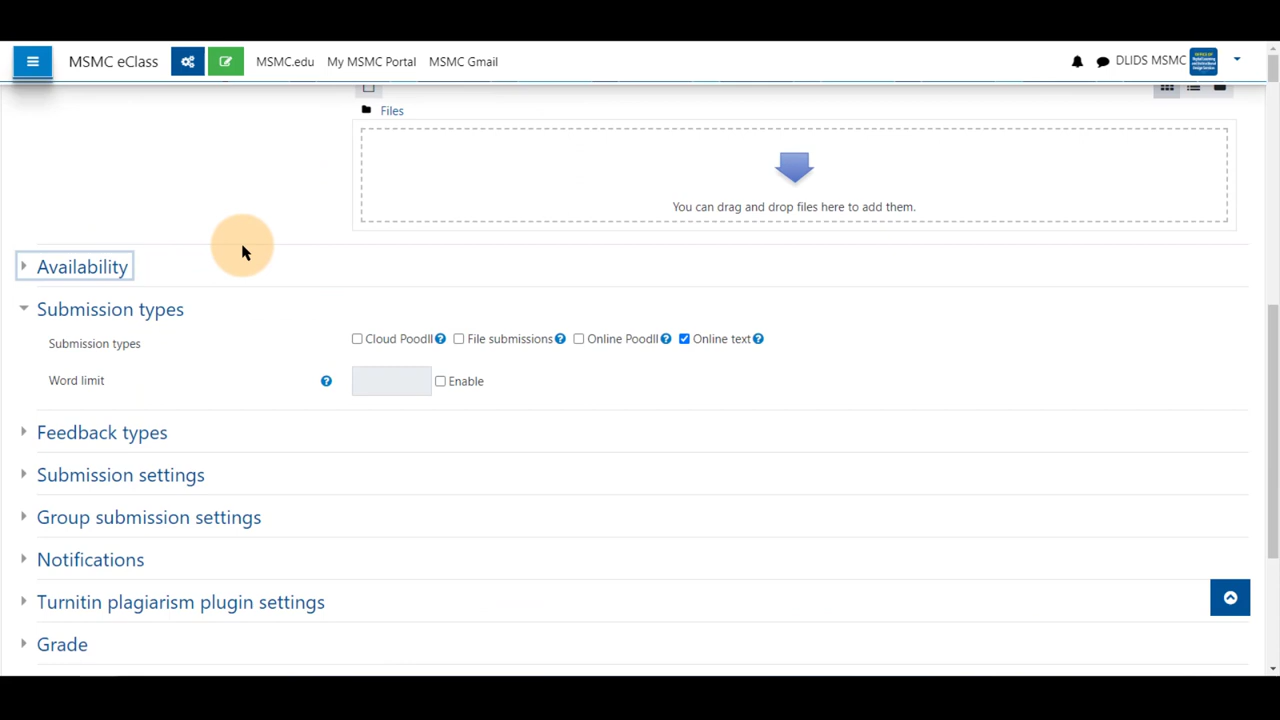 MSMC eClass MSMC.edu My MSMC Portal MSMC Gmail DLIDS MSMC
Files
You can drag and drop files here to add them.
Availability
Submission types
Submission types Cloud Poodll File submissions Online Poodll Online text
Word limit Enable
Feedback types
Submission settings
Group submission settings
Notifications
Turnitin plagiarism plugin settings
Grade